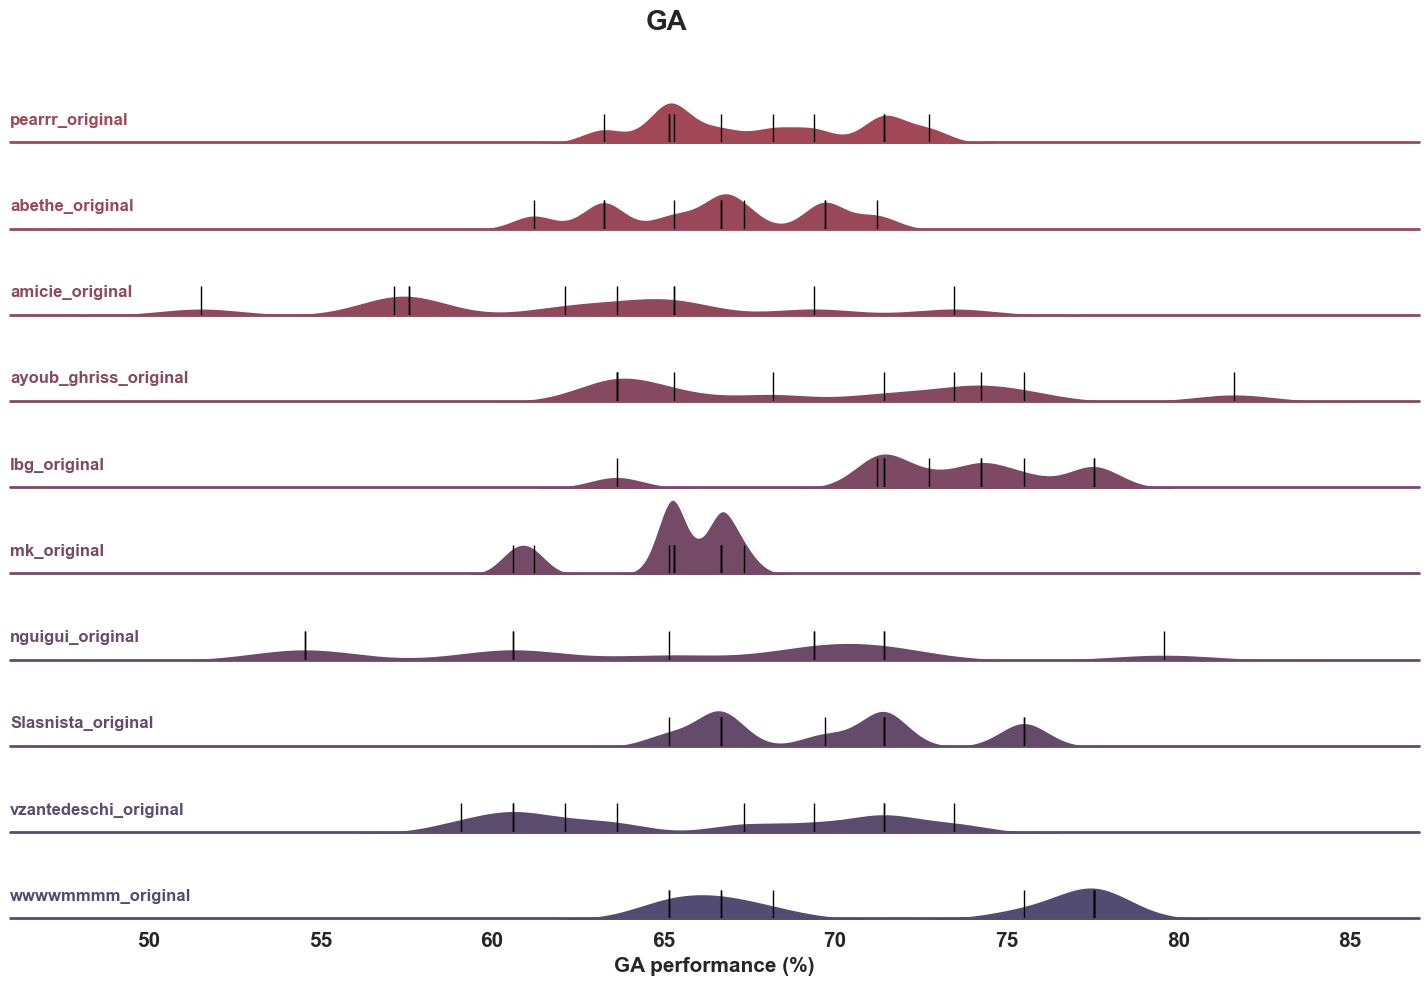 GA
pearrr_original
abethe_original
amicie_original
ayoub_ghriss_original
lbg_original
mk_original
nguigui_original
Slasnista_original
vzantedeschi_original
wwwwmmmm_original
50 55 60 65 70 75 80 85
GA performance (%)